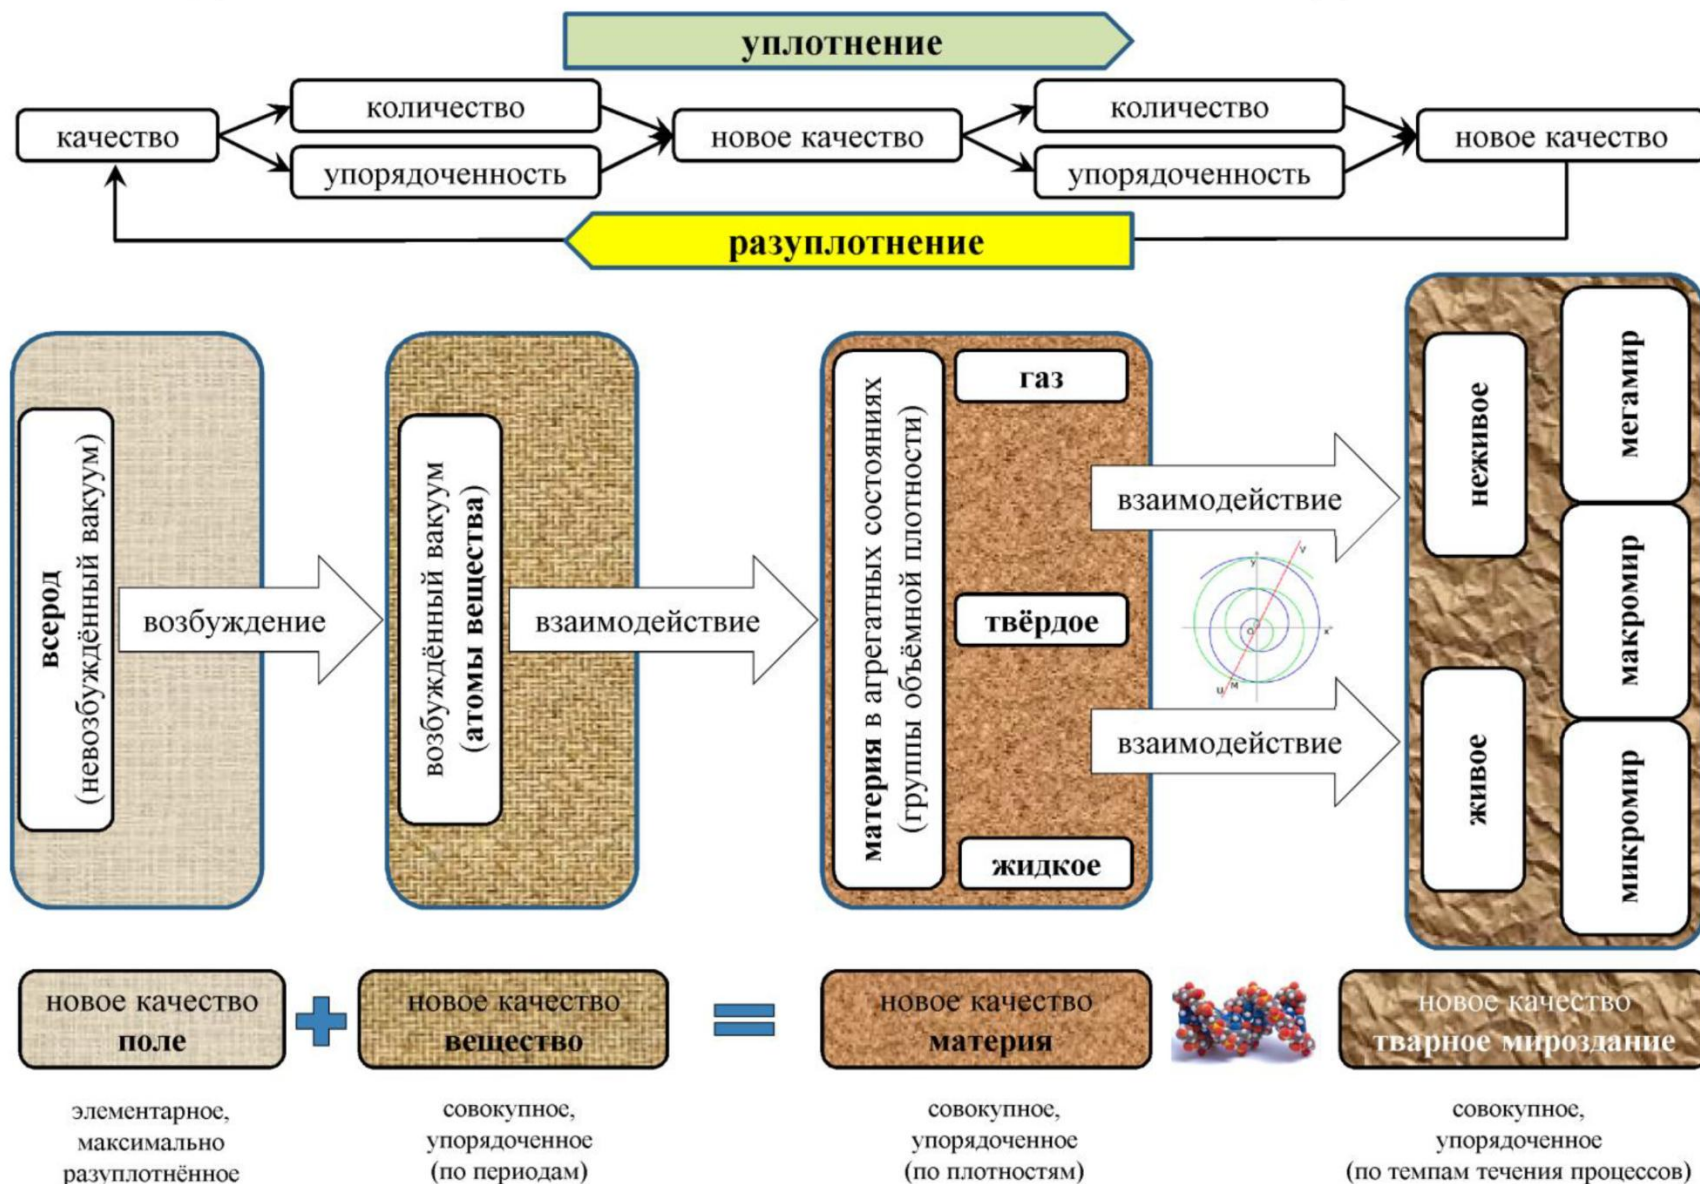 уплотнение
качество
количество
упорядоченность
новое качество
количество
упорядоченность
новое качество
разуплотнение
всерод
(невозбуждённый вакуум)
возбуждение
возбуждённый вакуум
(атомы вещества)
взаимодействие
материя в агрегатных состояниях
(группы объёмной плотности)
газ
твёрдое
жидкое
взаимодействие
y
V
O
x
U
M
взаимодействие
неживое
живое
мегамир
макромир
микромир
новое качество
поле
+
новое качество
вещество
=
новое качество
материя
новое качество
тварное мироздание
элементарное,
максимально
разуплотнённое
совокупное,
упорядоченное
(по периодам)
совокупное,
упорядоченное
(по плотностям)
совокупное,
упорядоченное
(по темпам течения процессов)